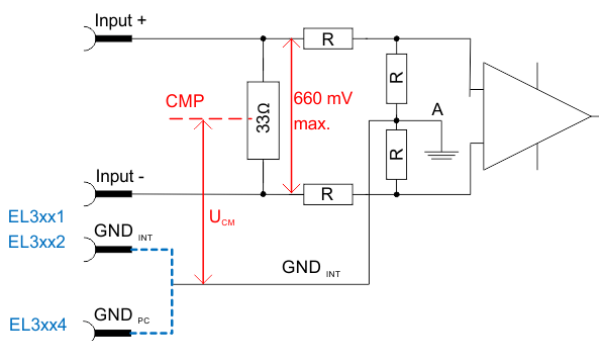 Input +
R
CMP
33Ω
660 mV
max.
R
A
R
Input -
R
EL3xx1
EL3xx2
GND INT
U CM
GND INT
EL3xx4
GND PC